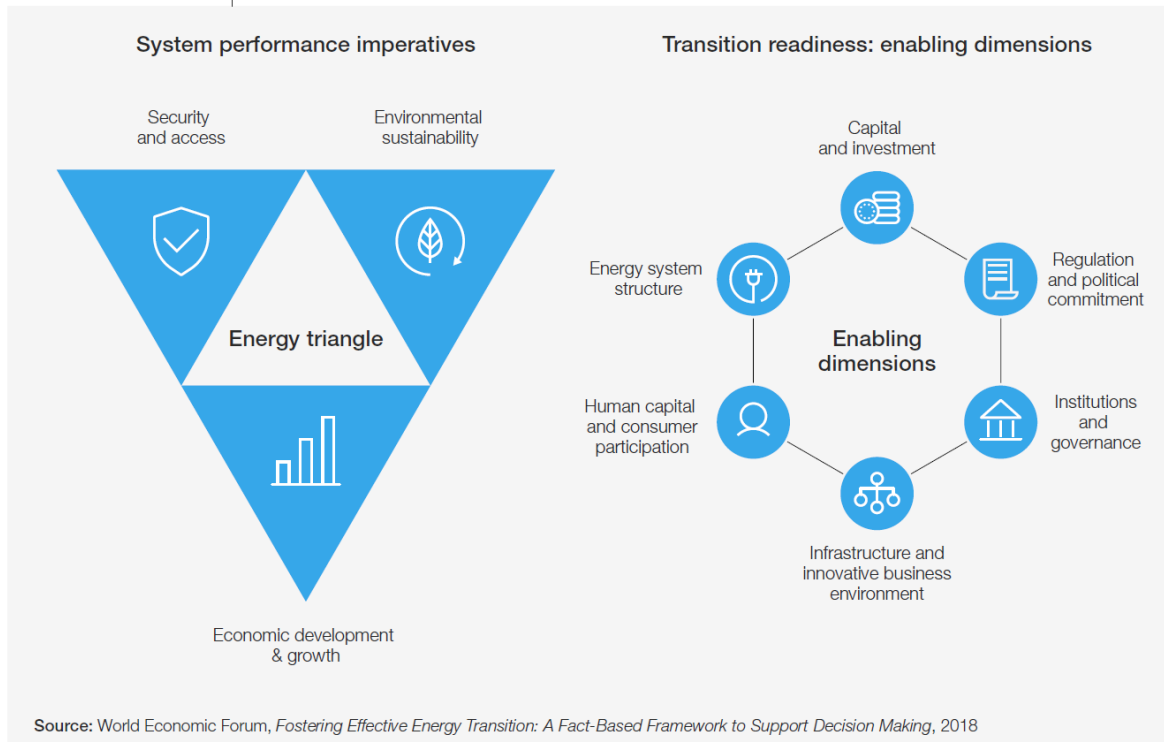 System performance imperatives
Security
and access
Environmental
sustainability
Energy triangle
Economic development
& growth
Transition readiness: enabling dimensions
Capital
and investment
Energy system
structure
Regulation
and political
commitment
Enabling
dimensions
Human capital
and consumer
participation
Institutions
and
governance
Infrastructure and
innovative business
environment
Source: World Economic Forum, Fostering Effective Energy Transition: A Fact-Based Framework to Support Decision Making, 2018